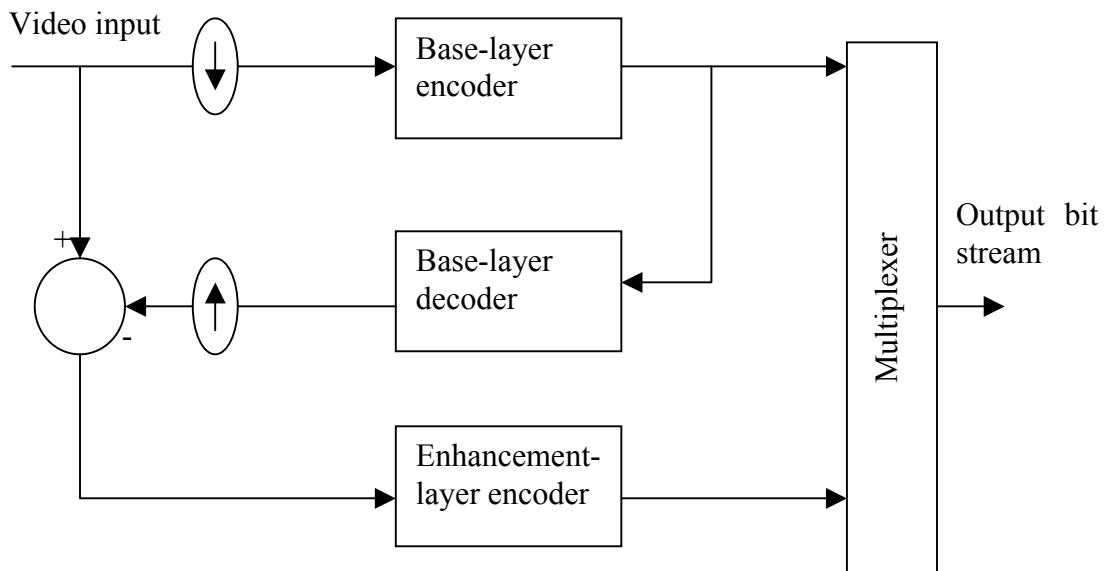 Video input
Base-layer
encoder
+
Base-layer
decoder
-
Output bit
stream
Multiplexer
Enhancement-
layer encoder